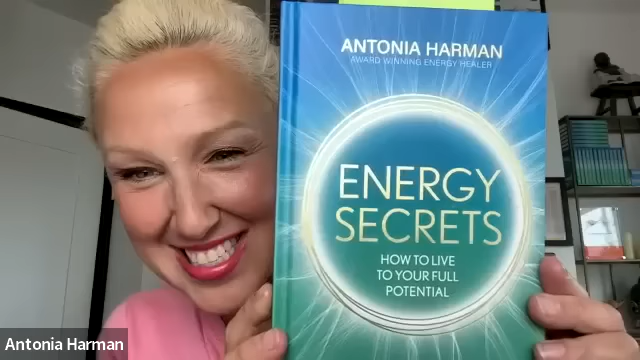 ANTONIA HARMAN
AWARD WINNING ENERGY HEALER
ENERGY
SECRETS
HOW TO LIVE
TO YOUR FULL
POTENTIAL
Antonia Harman